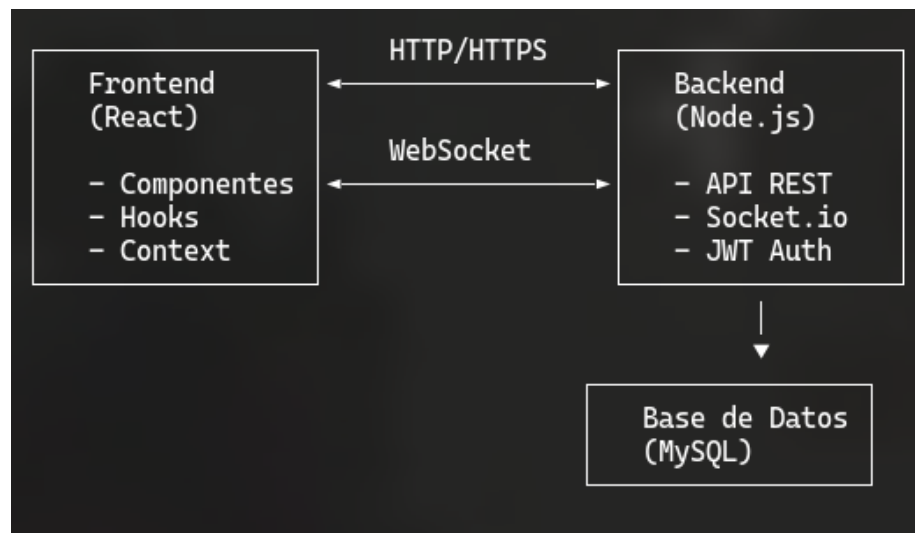 HTTP/HTTPS
Frontend
(React)
- Componentes
- Hooks
- Context
WebSocket
Backend
(Node.js)
- API REST
- Socket.io
- JWT Auth
Base de Datos
(MySQL)